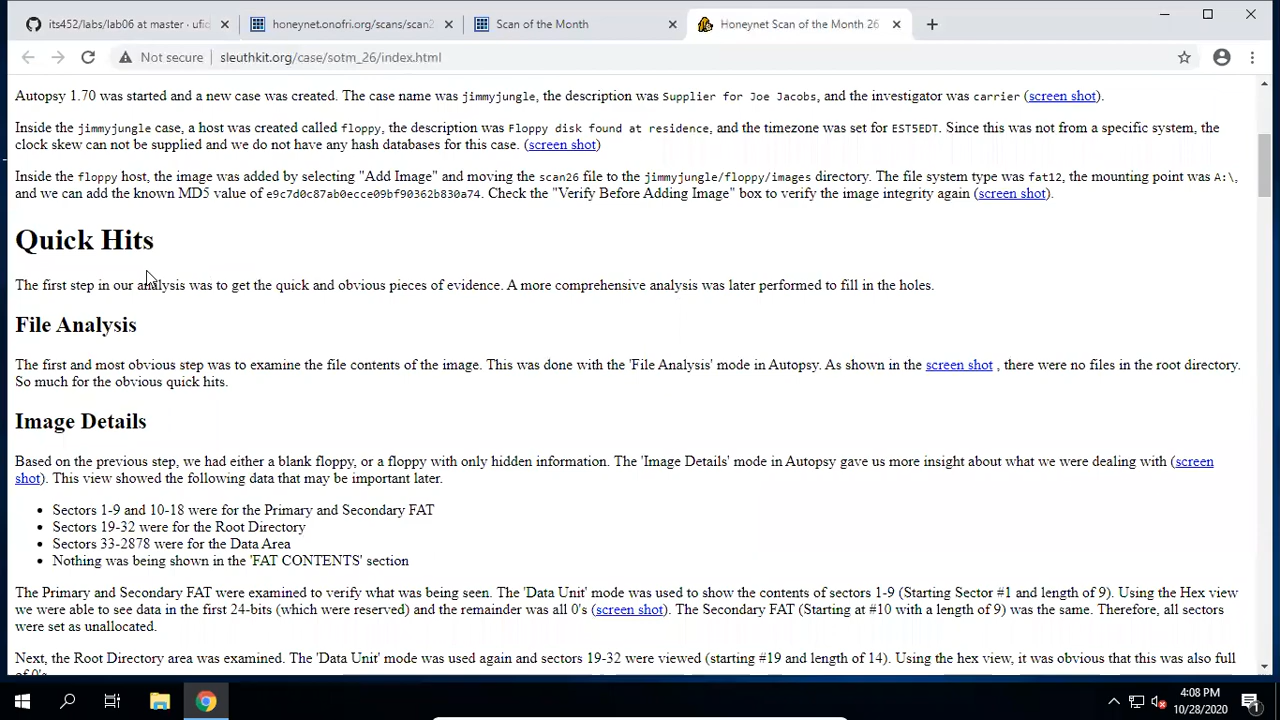 its452/labs/lab06 at master · ufid
honeynet.onofri.org/scans/scan2
Scan of the Month
Honeynet Scan of the Month 26
Not secure
sleuthkit.org/case/sotm_26/index.html
Autopsy 1.70 was started and a new case was created. The case name was jimmyjungle, the description was Supplier for Joe Jacobs, and the investigator was carrier (screen shot).
Inside the jimmyjungle case, a host was created called floppy, the description was Floppy disk found at residence, and the timezone was set for EST5EDT. Since this was not from a specific system, the
clock skew can not be supplied and we do not have any hash databases for this case. (screen shot)
Inside the floppy host, the image was added by selecting "Add Image" and moving the scan26 file to the jimmyjungle/floppy/images directory. The file system type was fat12, the mounting point was A:\,
and we can add the known MD5 value of e9c7d0c87ab0ecce09bf90362b830a74. Check the "Verify Before Adding Image" box to verify the image integrity again (screen shot).
Quick Hits
The first step in our analysis was to get the quick and obvious pieces of evidence. A more comprehensive analysis was later performed to fill in the holes.
File Analysis
The first and most obvious step was to examine the file contents of the image. This was done with the 'File Analysis' mode in Autopsy. As shown in the screen shot , there were no files in the root directory.
So much for the obvious quick hits.
Image Details
Based on the previous step, we had either a blank floppy, or a floppy with only hidden information. The 'Image Details' mode in Autopsy gave us more insight about what we were dealing with (screen
shot). This view showed the following data that may be important later.
• Sectors 1-9 and 10-18 were for the Primary and Secondary FAT
• Sectors 19-32 were for the Root Directory
• Sectors 33-2878 were for the Data Area
• Nothing was being shown in the 'FAT CONTENTS' section
The Primary and Secondary FAT were examined to verify what was being seen. The 'Data Unit' mode was used to show the contents of sectors 1-9 (Starting Sector #1 and length of 9). Using the Hex view
we were able to see data in the first 24-bits (which were reserved) and the remainder was all 0's (screen shot). The Secondary FAT (Starting at #10 with a length of 9) was the same. Therefore, all sectors
were set as unallocated.
Next, the Root Directory area was examined. The 'Data Unit' mode was used again and sectors 19-32 were viewed (starting #19 and length of 14). Using the hex view, it was obvious that this was also full
of 0's.
4:08 PM
10/28/2020
1